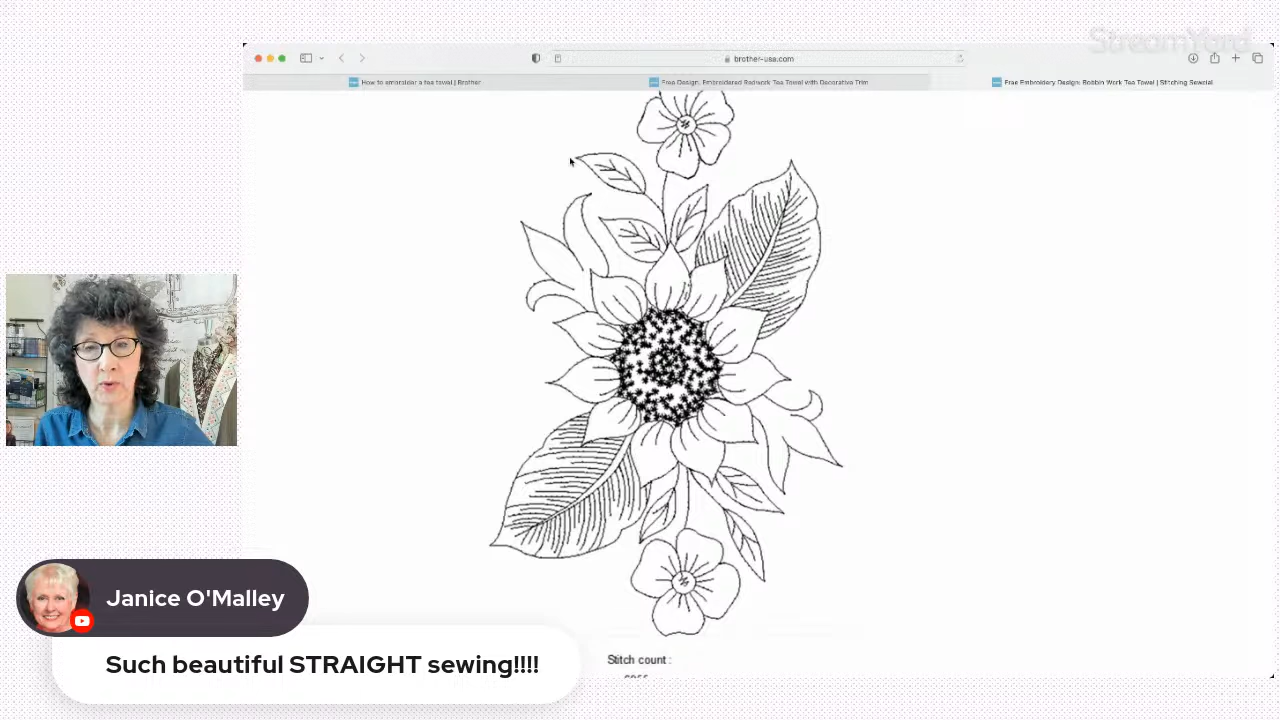 StreamYard
brother-usa.com
How to embroider a tea towel | Brother
Free Design: Embroidered Redwork Tea Towel with Decorative Trim
Free Embroidery Design: Bobbin Work Tea Towel | Stitching Sewcial
Janice O'Malley
Such beautiful STRAIGHT sewing!!!!
Stitch count :